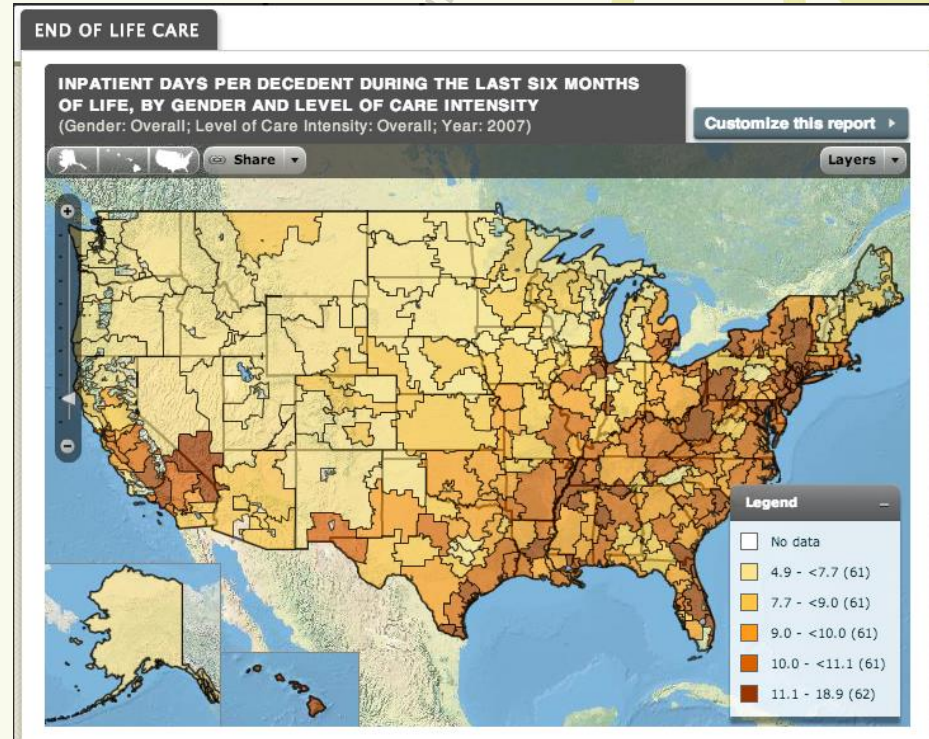 END OF LIFE CARE
INPATIENT DAYS PER DECEDENT DURING THE LAST SIX MONTHS
OF LIFE, BY GENDER AND LEVEL OF CARE INTENSITY
(Gender: Overall; Level of Care Intensity: Overall; Year: 2007)
Customize this report
Share
Layers
Legend
No data
4.9 - <7.7 (61)
7.7 - <9.0 (61)
9.0 - <10.0 (61)
10.0 - <11.1 (61)
11.1 - 18.9 (62)